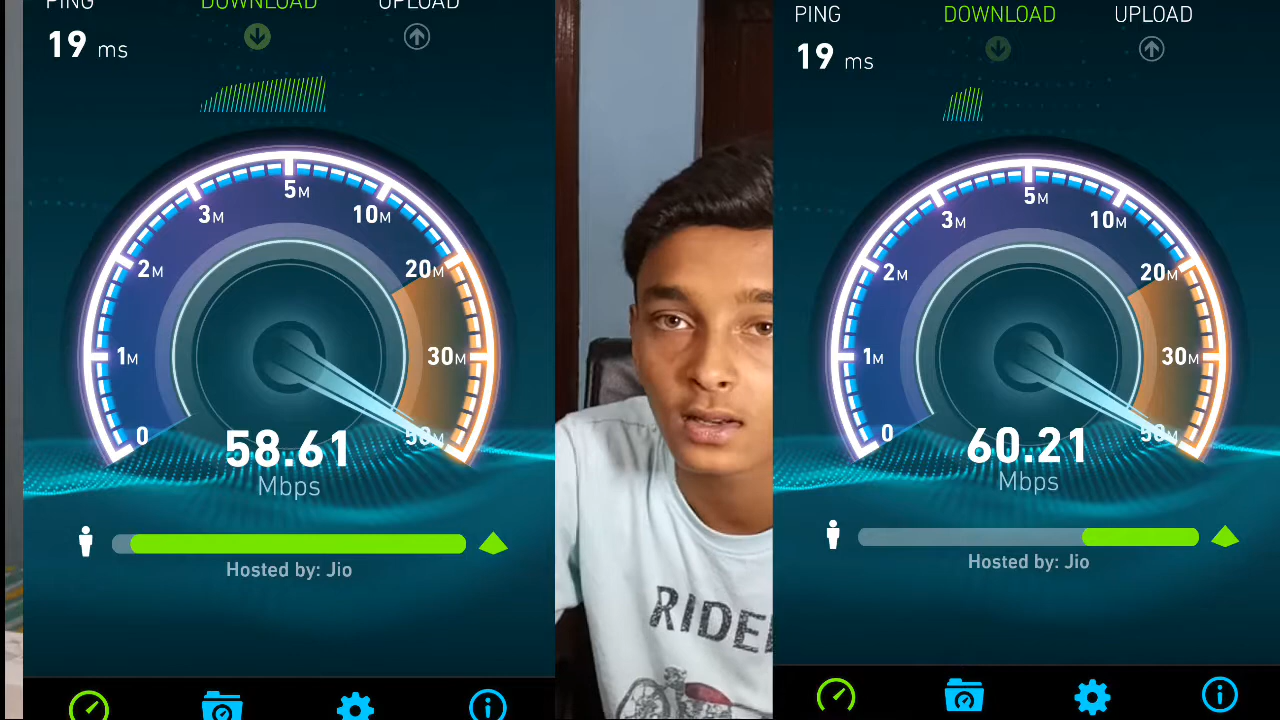 PING DOWNLOAD UPLOAD
19 ms
5M
3M 10M
2M 20M
1M 30M
0 50M
58.61
Mbps
Hosted by: Jio
RIDE
PING DOWNLOAD UPLOAD
19 ms
5M
3M 10M
2M 20M
1M 30M
0 50M
60.21
Mbps
Hosted by: Jio